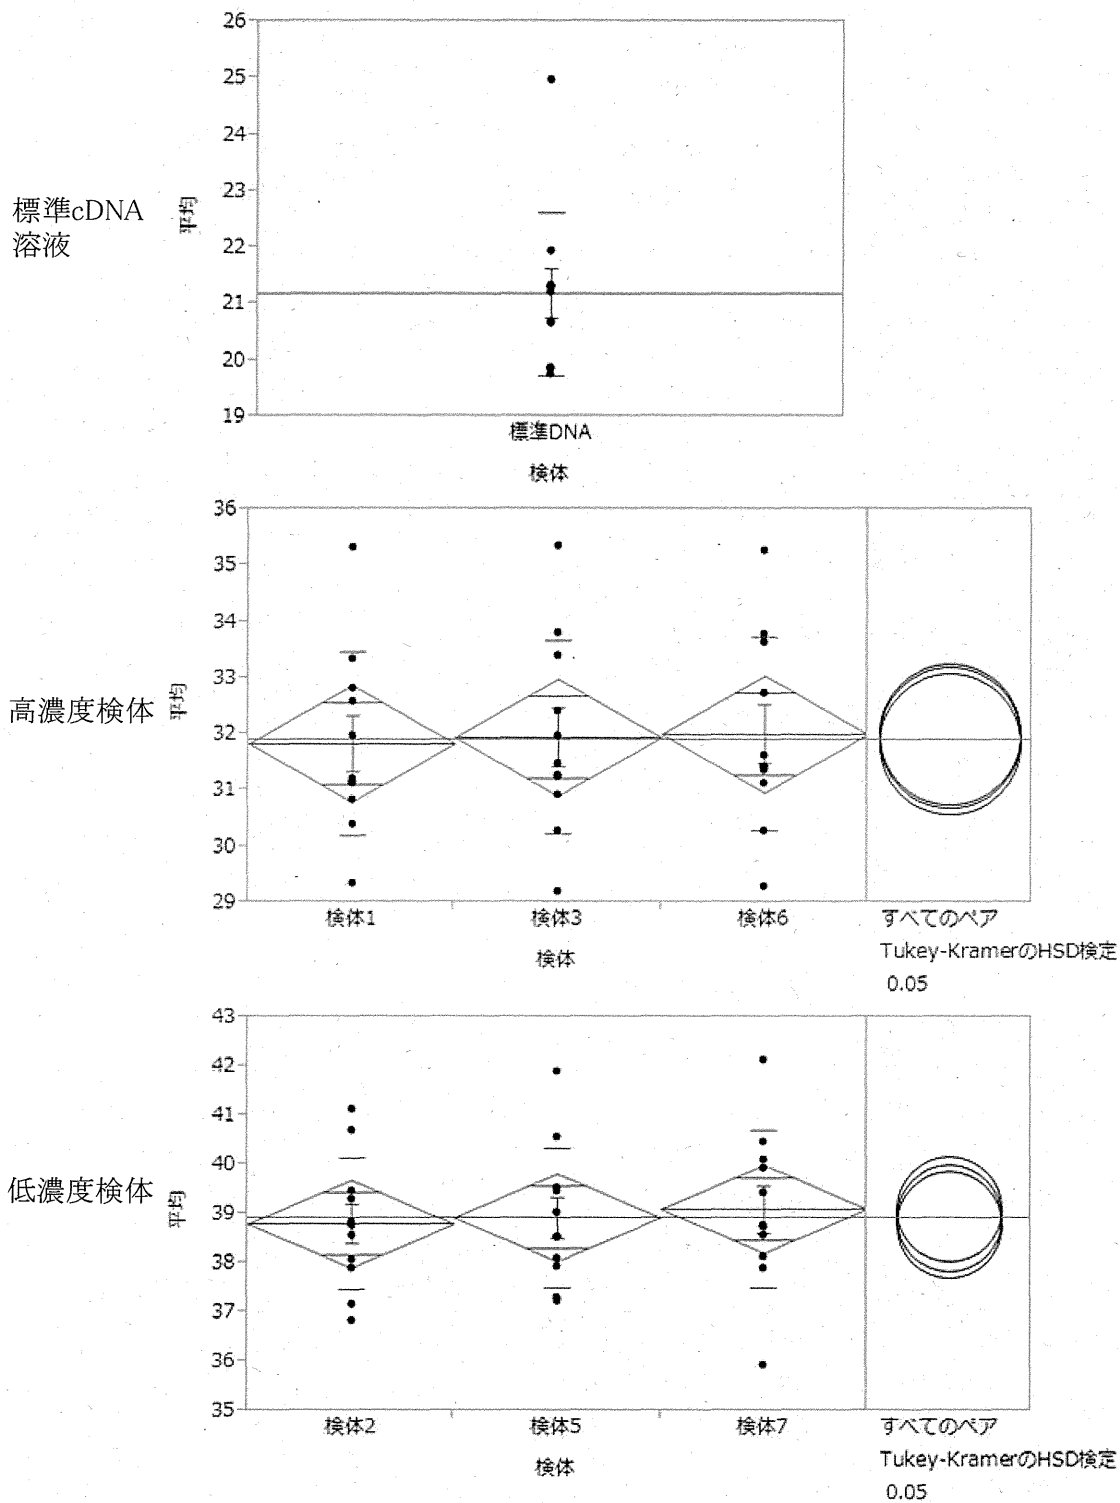 26
25
24
23
22
21
20
19
標準cDNA
溶液
平均
標準DNA
検体
36
35
34
33
32
31
30
29
高濃度検体
平均
検体1
検体3
検体6
すべてのペア
検体
Tukey-KramerのHSD検定
0.05
43
42
41
40
39
38
37
36
35
低濃度検体
平均
検体2
検体5
検体7
すべてのペア
検体
Tukey-KramerのHSD検定
0.05